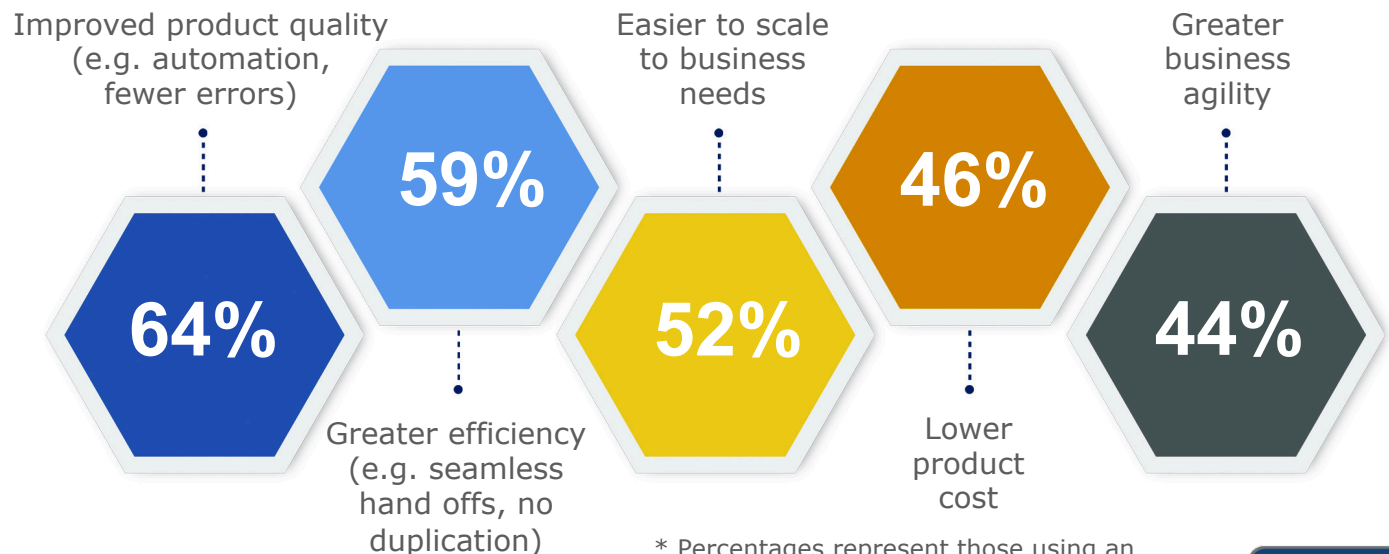 Improved product quality
(e.g. automation,
fewer errors)
64%
59%
Greater efficiency
(e.g. seamless
hand offs, no
duplication)
Easier to scale
to business
needs
52%
46%
Lower
product
cost
Greater
business
agility
44%
* Percentages represent those using an